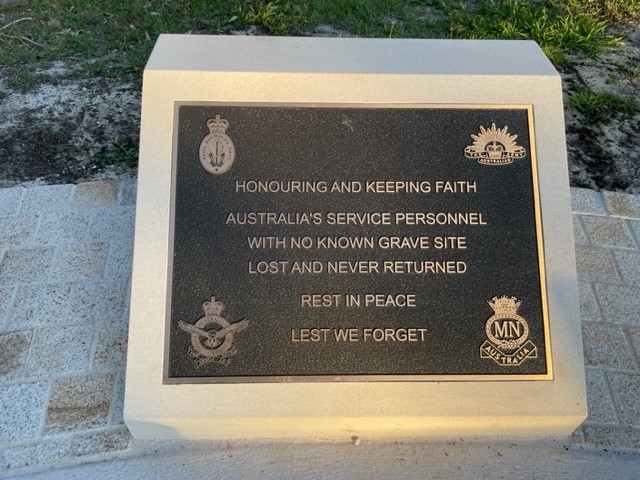 HONOURING AND KEEPING FAITH
AUSTRALIA'S SERVICE PERSONNEL
WITH NO KNOWN GRAVE SITE
LOST AND NEVER RETURNED
REST IN PEACE
LEST WE FORGET
AUSTRALIA
MN
AUSTRALIA